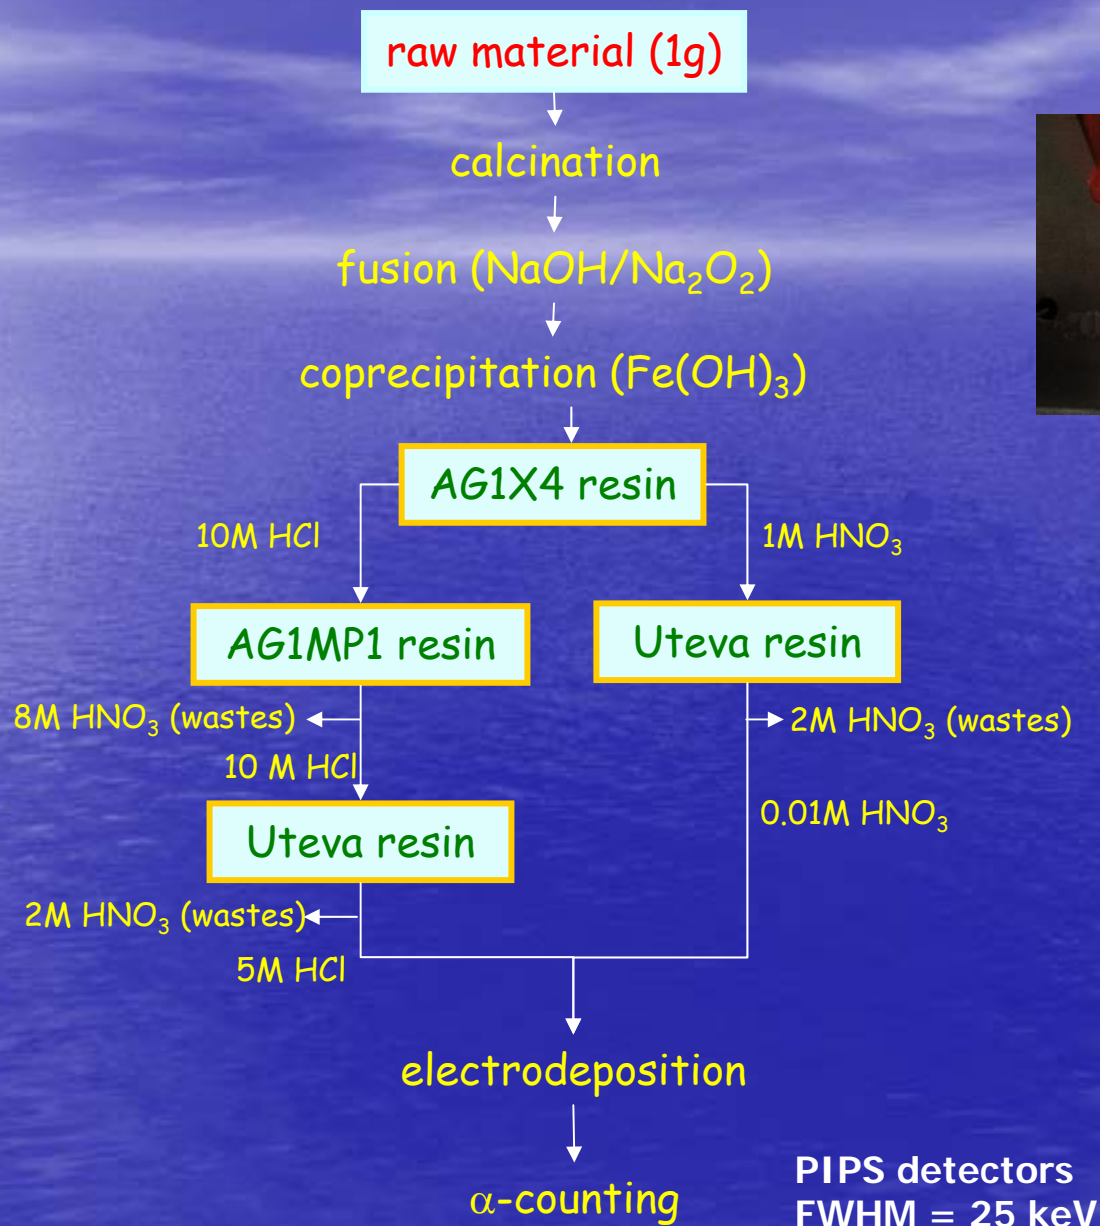 raw material (1g)
calcination
fusion (NaOH/Na₂O₂)
coprecipitation (Fe(OH)₃)
AG1X4 resin
10M HCl
1M HNO₃
AG1MP1 resin
Uteva resin
8M HNO₃ (wastes)
2M HNO₃ (wastes)
10 M HCl
0.01M HNO₃
Uteva resin
2M HNO₃ (wastes)
5M HCl
electrodeposition
α-counting
PIPS detectors
FWHM = 25 keV